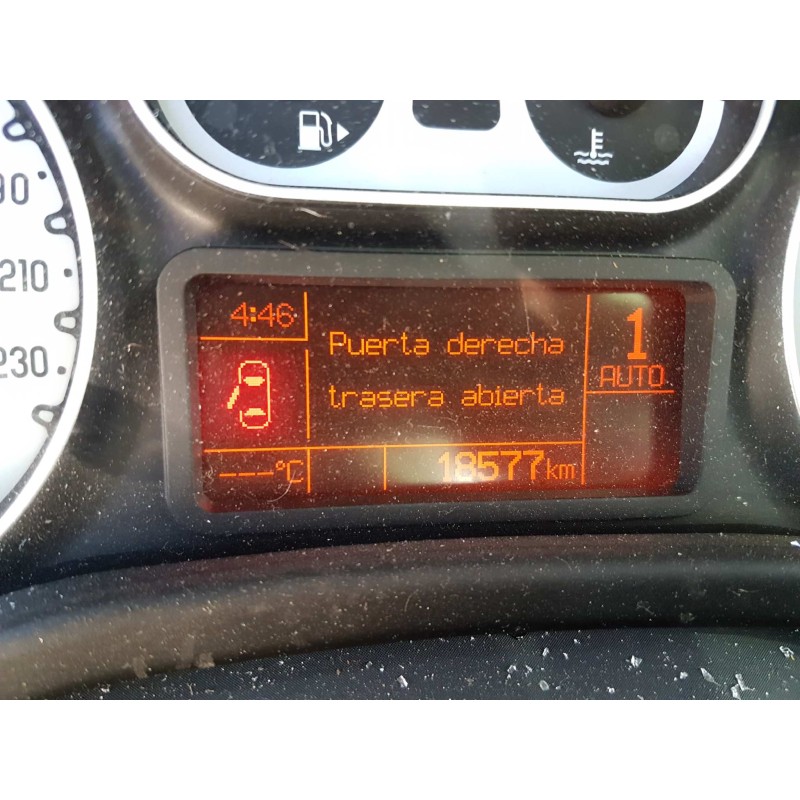 90
210
230
4:46
Puerta derecha
trasera abierta
1
AUTO
---°C
18577km